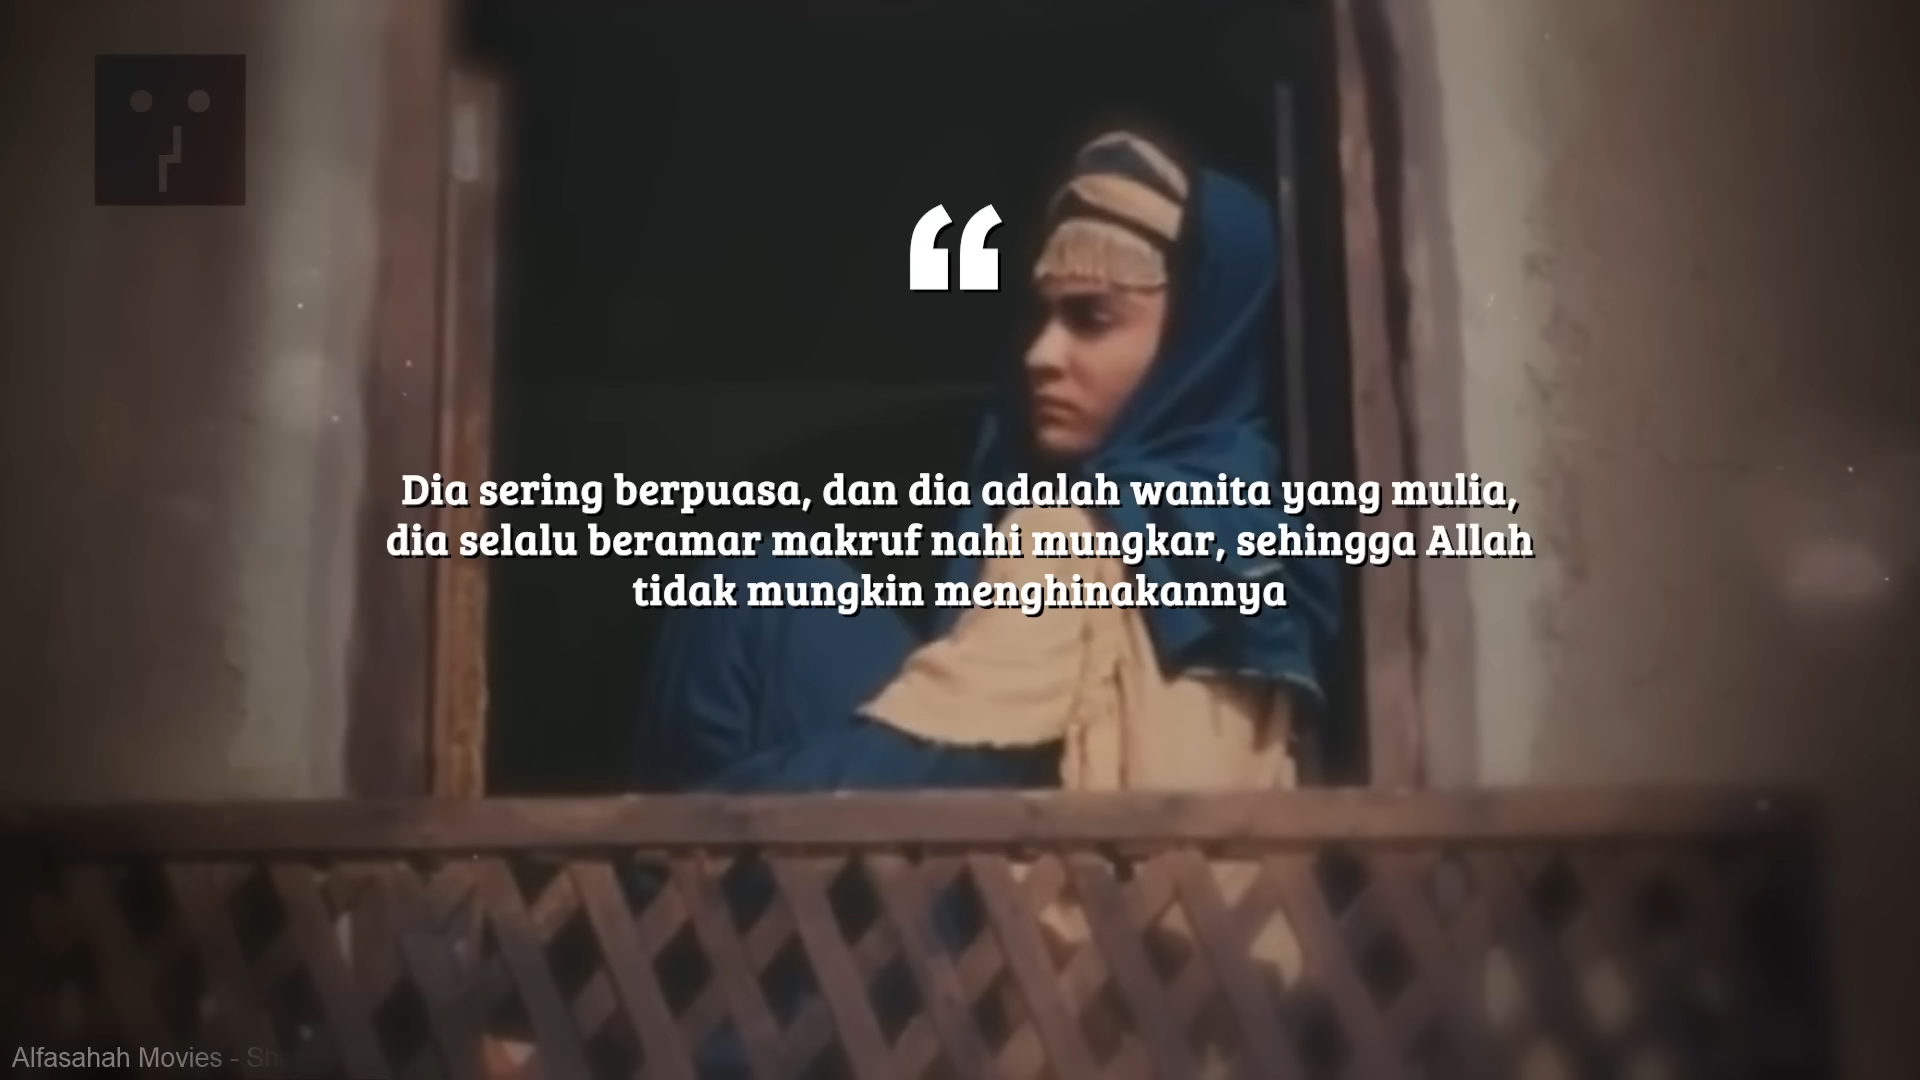 “
Dia sering berpuasa, dan dia adalah wanita yang mulia,
dia selalu beramar makruf nahi mungkar, sehingga Allah
tidak mungkin menghinakannya
Alfasahah Movies -